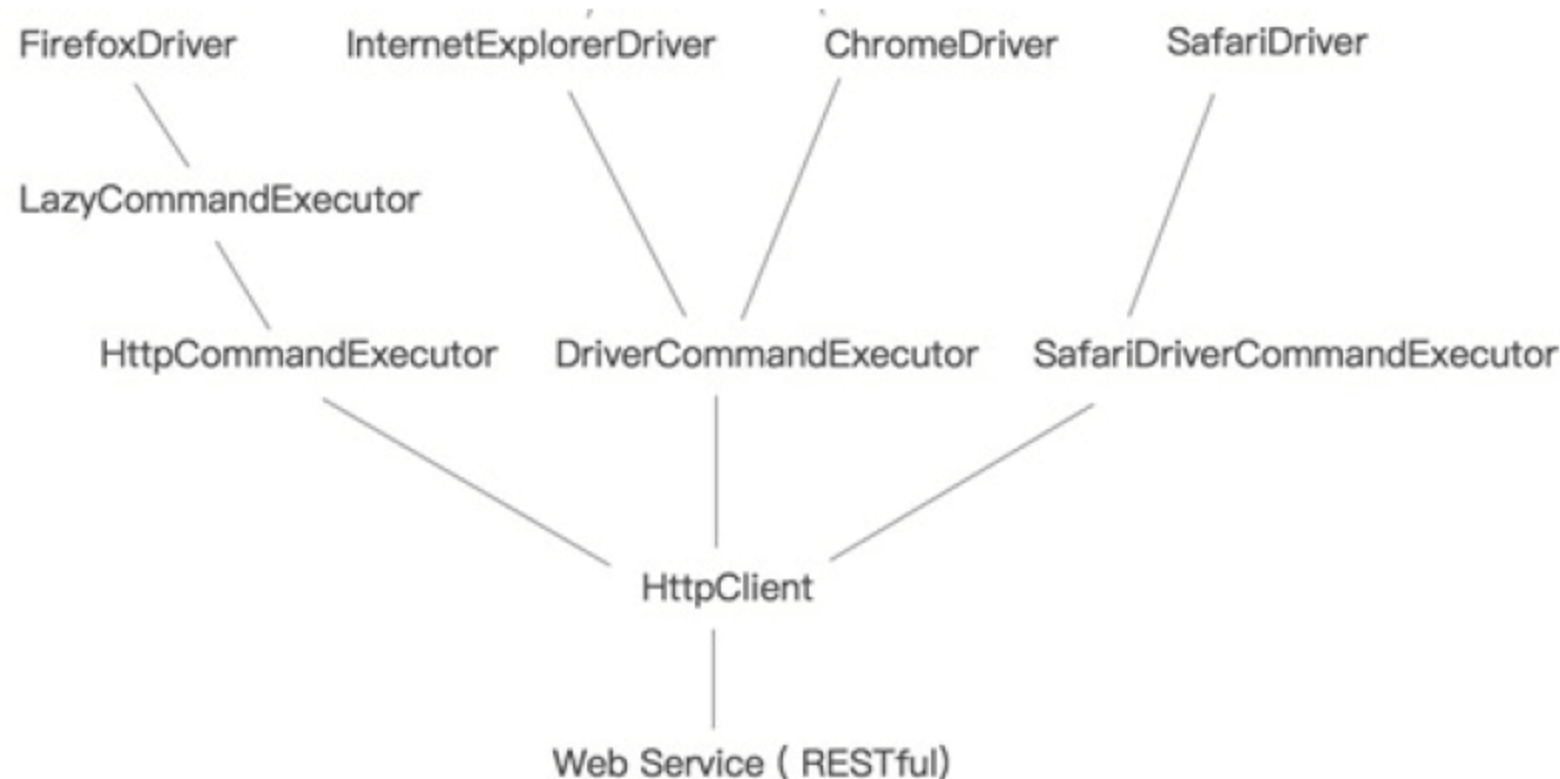 FirefoxDriver InternetExplorerDriver ChromeDriver SafariDriver
LazyCommandExecutor
HttpCommandExecutor DriverCommandExecutor SafariDriverCommandExecutor
HttpClient
Web Service ( RESTful)